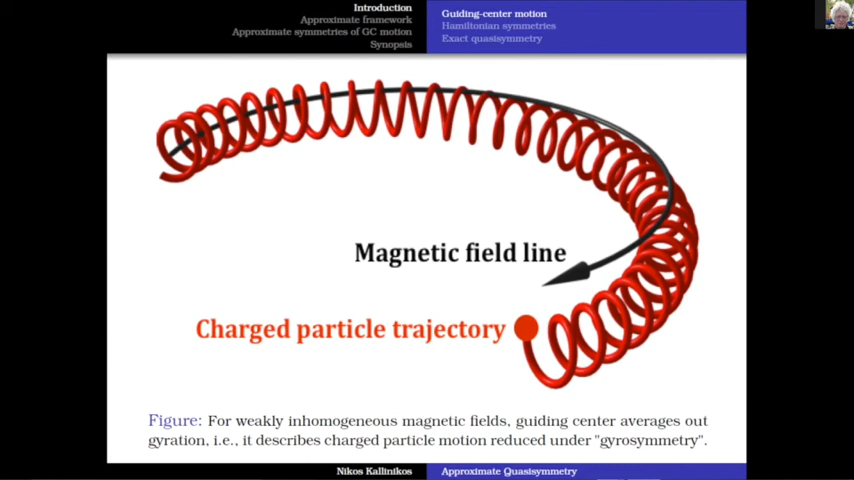 Introduction
Approximate framework
Approximate symmetries of GC motion
Synopsis
Guiding-center motion
Hamiltonian symmetries
Exact quasisymmetry
Magnetic field line
Charged particle trajectory
Figure: For weakly inhomogeneous magnetic fields, guiding center averages out
gyration, i.e., it describes charged particle motion reduced under "gyrosymmetry".
Nikos Kallinikos
Approximate Quasisymmetry